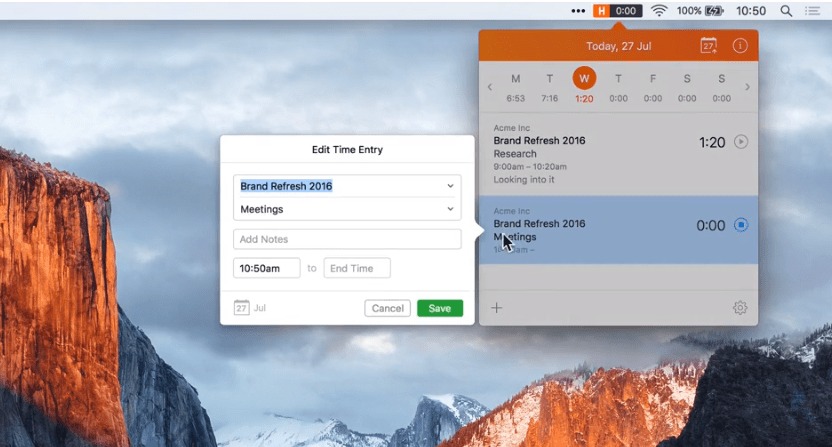 ••• H 0:00 100% 10:50
Today, 27 Jul 27
M T W T F S S
6:53 7:16 1:20 0:00 0:00 0:00 0:00
Acme Inc
Brand Refresh 2016 1:20
Research
9:00am – 10:20am
Looking into it
Edit Time Entry
Brand Refresh 2016
Meetings
Add Notes
10:50am to End Time
27 Jul Cancel Save
Acme Inc
Brand Refresh 2016 0:00
Meetings